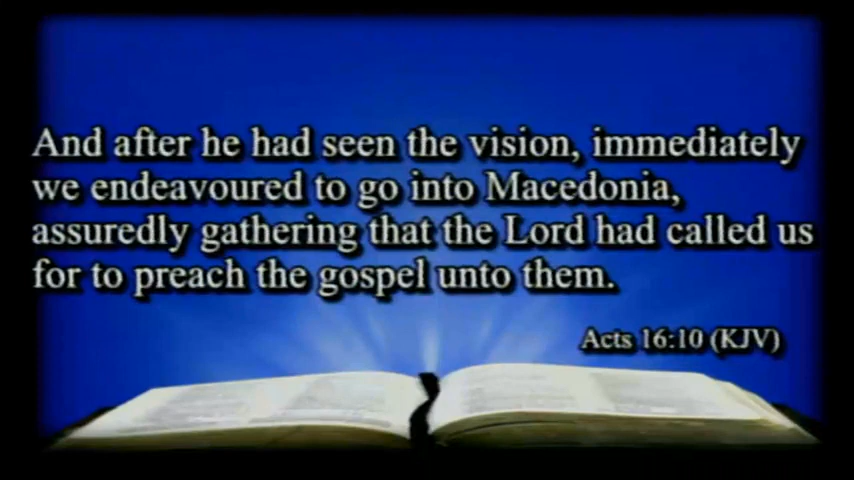 And after he had seen the vision, immediately
we endeavoured to go into Macedonia,
assuredly gathering that the Lord had called us
for to preach the gospel unto them.
Acts 16:10 (KJV)